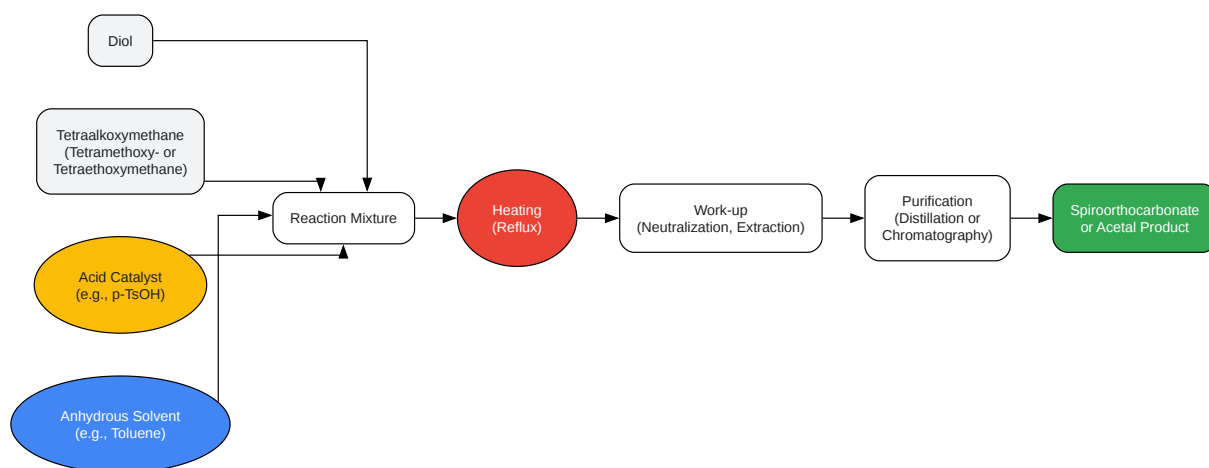 Diol
Tetraalkoxymethane
(Tetramethoxy- or
Tetraethoxymethane)
Acid Catalyst
(e.g., p-TsOH)
Anhydrous Solvent
(e.g., Toluene)
Reaction Mixture
Heating
(Reflux)
Work-up
(Neutralization, Extraction)
Purification
(Distillation or
Chromatography)
Spiroorthocarbonate
or Acetal Product